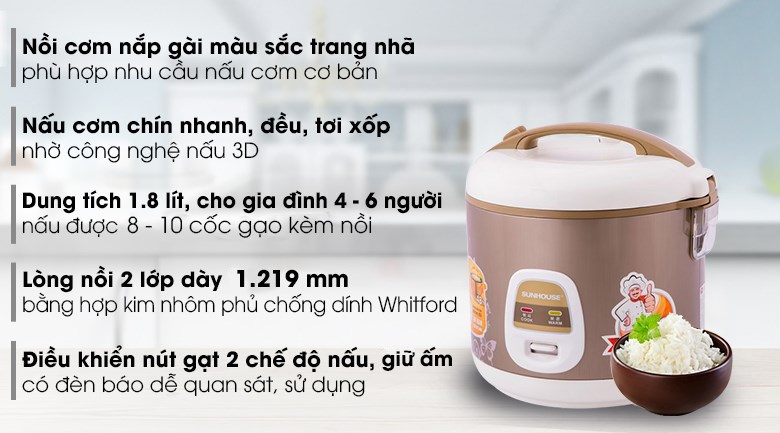 Nồi cơm nắp gài màu sắc trang nhã
phù hợp nhu cầu nấu cơm cơ bản
Nấu cơm chín nhanh, đều, tơi xốp
nhờ công nghệ nấu 3D
Dung tích 1.8 lít, cho gia đình 4 - 6 người
nấu được 8 - 10 cốc gạo kèm nồi
Lòng nồi 2 lớp dày 1.219 mm
bằng hợp kim nhôm phủ chống dính Whitford
Điều khiển nút gạt 2 chế độ nấu, giữ ấm
có đèn báo dễ quan sát, sử dụng
SUNHOUSE
COOK
WARM